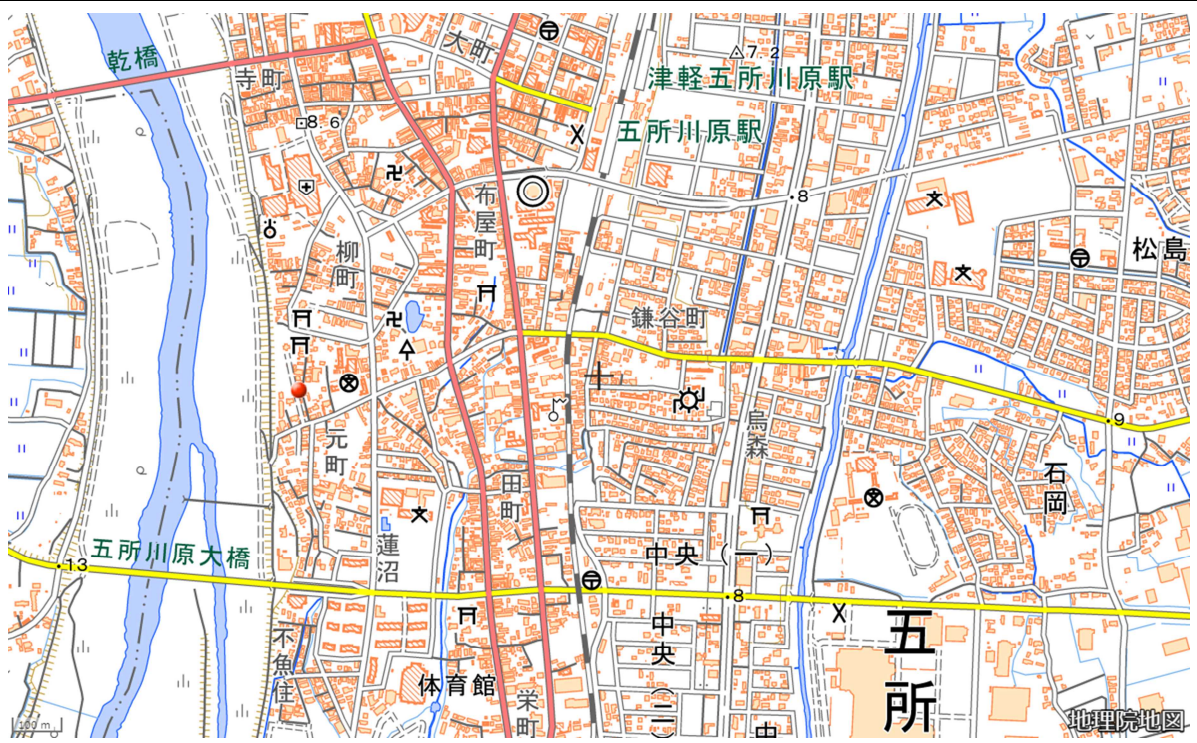 乾橋
寺町
大町
7.2
津軽五所川原駅
五所川原駅
8.6
布屋町
8
柳町
松島
鎌谷町
9
元町
烏森
田町
石岡
五所川原大橋
13
蓮沼
中央(一)
8
不魚住
中央(二)
五所
体育館
栄町
中
100 m
地理院地図